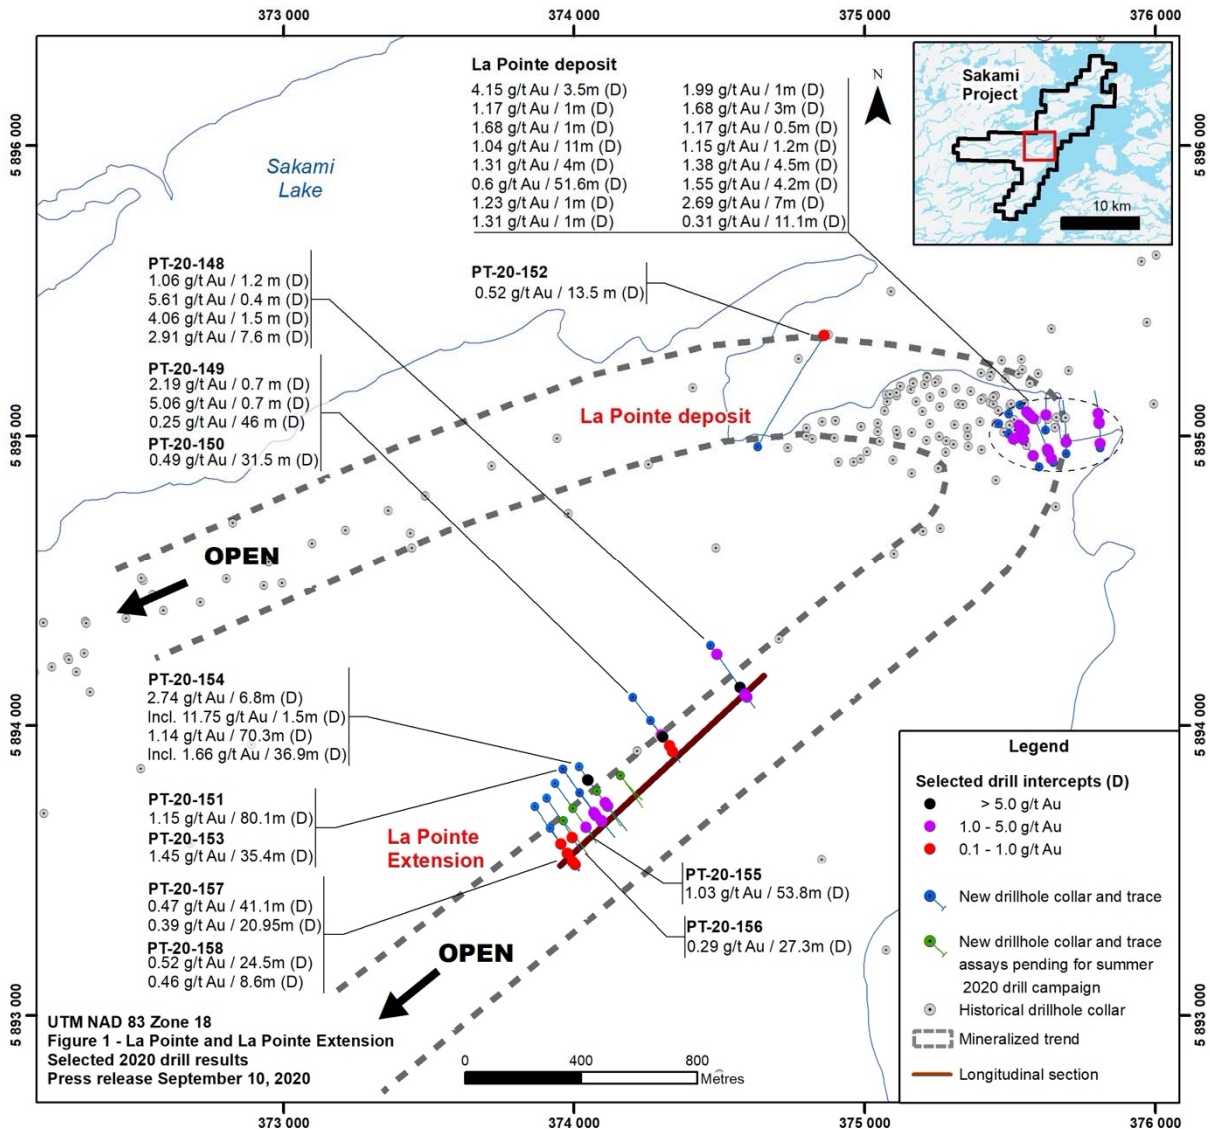 373 000
374 000
375 000
376 000
5 896 000
5 896 000
La Pointe deposit
4.15 g/t Au / 3.5m (D)
1.17 g/t Au / 1m (D)
1.68 g/t Au / 1m (D)
1.04 g/t Au / 11m (D)
1.31 g/t Au / 4m (D)
0.6 g/t Au / 51.6m (D)
1.23 g/t Au / 1m (D)
1.31 g/t Au / 1m (D)
1.99 g/t Au / 1m (D)
1.68 g/t Au / 3m (D)
1.17 g/t Au / 0.5m (D)
1.15 g/t Au / 1.2m (D)
1.38 g/t Au / 4.5m (D)
1.55 g/t Au / 4.2m (D)
2.69 g/t Au / 7m (D)
0.31 g/t Au / 11.1m (D)
N
Sakami
Project
10 km
Sakami
Lake
PT-20-148
1.06 g/t Au / 1.2 m (D)
5.61 g/t Au / 0.4 m (D)
4.06 g/t Au / 1.5 m (D)
2.91 g/t Au / 7.6 m (D)
PT-20-152
0.52 g/t Au / 13.5 m (D)
PT-20-149
2.19 g/t Au / 0.7 m (D)
5.06 g/t Au / 0.7 m (D)
0.25 g/t Au / 46 m (D)
PT-20-150
0.49 g/t Au / 31.5 m (D)
La Pointe deposit
5 895 000
5 895 000
OPEN
PT-20-154
2.74 g/t Au / 6.8m (D)
Incl. 11.75 g/t Au / 1.5m (D)
1.14 g/t Au / 70.3m (D)
Incl. 1.66 g/t Au / 36.9m (D)
5 894 000
5 894 000
PT-20-151
1.15 g/t Au / 80.1m (D)
PT-20-153
1.45 g/t Au / 35.4m (D)
La Pointe
Extension
PT-20-157
0.47 g/t Au / 41.1m (D)
0.39 g/t Au / 20.95m (D)
PT-20-158
0.52 g/t Au / 24.5m (D)
0.46 g/t Au / 8.6m (D)
PT-20-155
1.03 g/t Au / 53.8m (D)
PT-20-156
0.29 g/t Au / 27.3m (D)
OPEN
Legend
Selected drill intercepts (D)
> 5.0 g/t Au
1.0 - 5.0 g/t Au
0.1 - 1.0 g/t Au
New drillhole collar and trace
New drillhole collar and trace
assays pending for summer
2020 drill campaign
Historical drillhole collar
Mineralized trend
Longitudinal section
5 893 000
5 893 000
UTM NAD 83 Zone 18
Figure 1 - La Pointe and La Pointe Extension
Selected 2020 drill results
Press release September 10, 2020
0
400
800
Metres
373 000
374 000
375 000
376 000